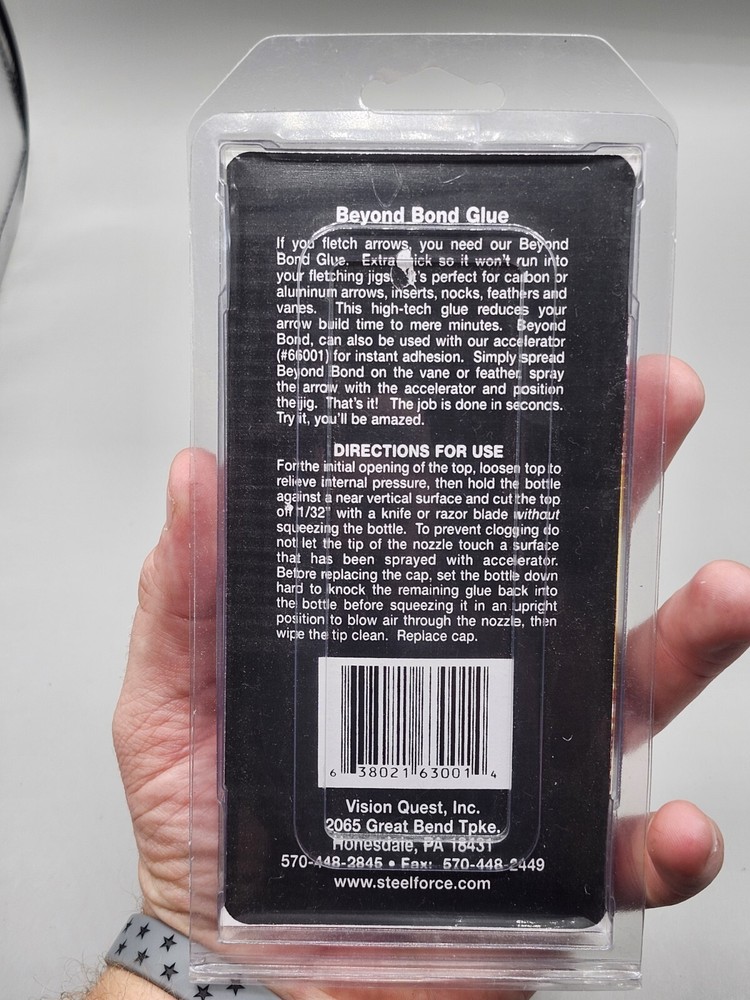 Beyond Bond Glue
If you fletch arrows, you need our Beyond
Bond Glue. Extra thick so it won't run into
your fletching jigs. It's perfect for carbon or
aluminum arrows, inserts, nocks, feathers and
vanes. This high-tech glue reduces your
arrow build time to mere minutes. Beyond
Bond, can also be used with our accelerator
(#66001) for instant adhesion. Simply spread
Beyond Bond on the vane or feather, spray
the arrow with the accelerator and position
the jig. That's it! The job is done in seconds.
Try it, you'll be amazed.
DIRECTIONS FOR USE
For the initial opening of the top, loosen top to
relieve internal pressure, then hold the bottle
against a near vertical surface and cut the top
off 1/32" with a knife or razor blade without
squeezing the bottle. To prevent clogging do
not let the tip of the nozzle touch a surface
that has been sprayed with accelerator.
Before replacing the cap, set the bottle down
hard to knock the remaining glue back into
the bottle before squeezing it in an upright
position to blow air through the nozzle, then
wipe the tip clean. Replace cap.
6 38021 63001 4
Vision Quest, Inc.
2065 Great Bend Tpke.
Honesdale, PA 18431
570-448-2845 • Fax: 570-448-2449
www.steelforce.com